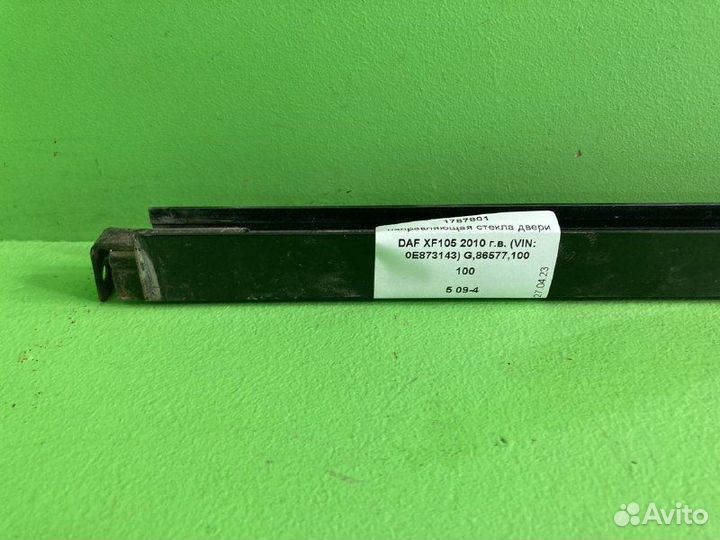 1787801
направляющая стекла двери
DAF XF105 2010 г.в. (VIN:
0E873143) G,86577,100
100
5 09-4
27.04.23
Avito